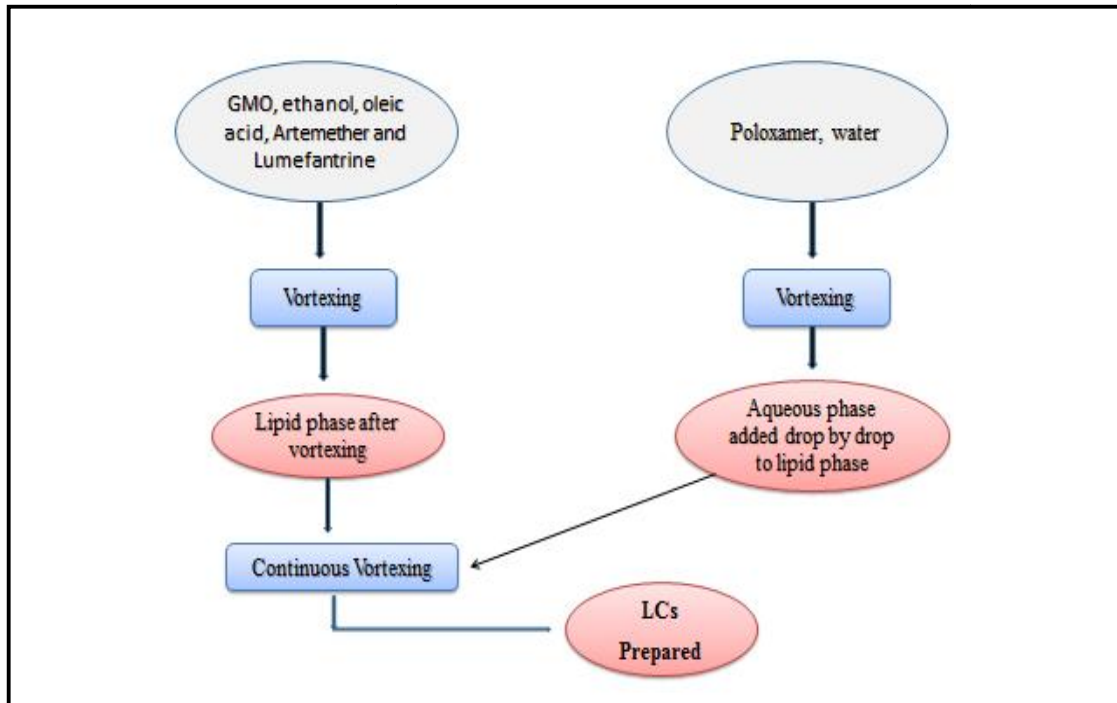 GMO, ethanol, oleic
acid, Artemether and
Lumefantrine
Poloxamer, water
Vortexing
Vortexing
Lipid phase after
vortexing
Aqueous phase
added drop by drop
to lipid phase
Continuous Vortexing
LCs
Prepared